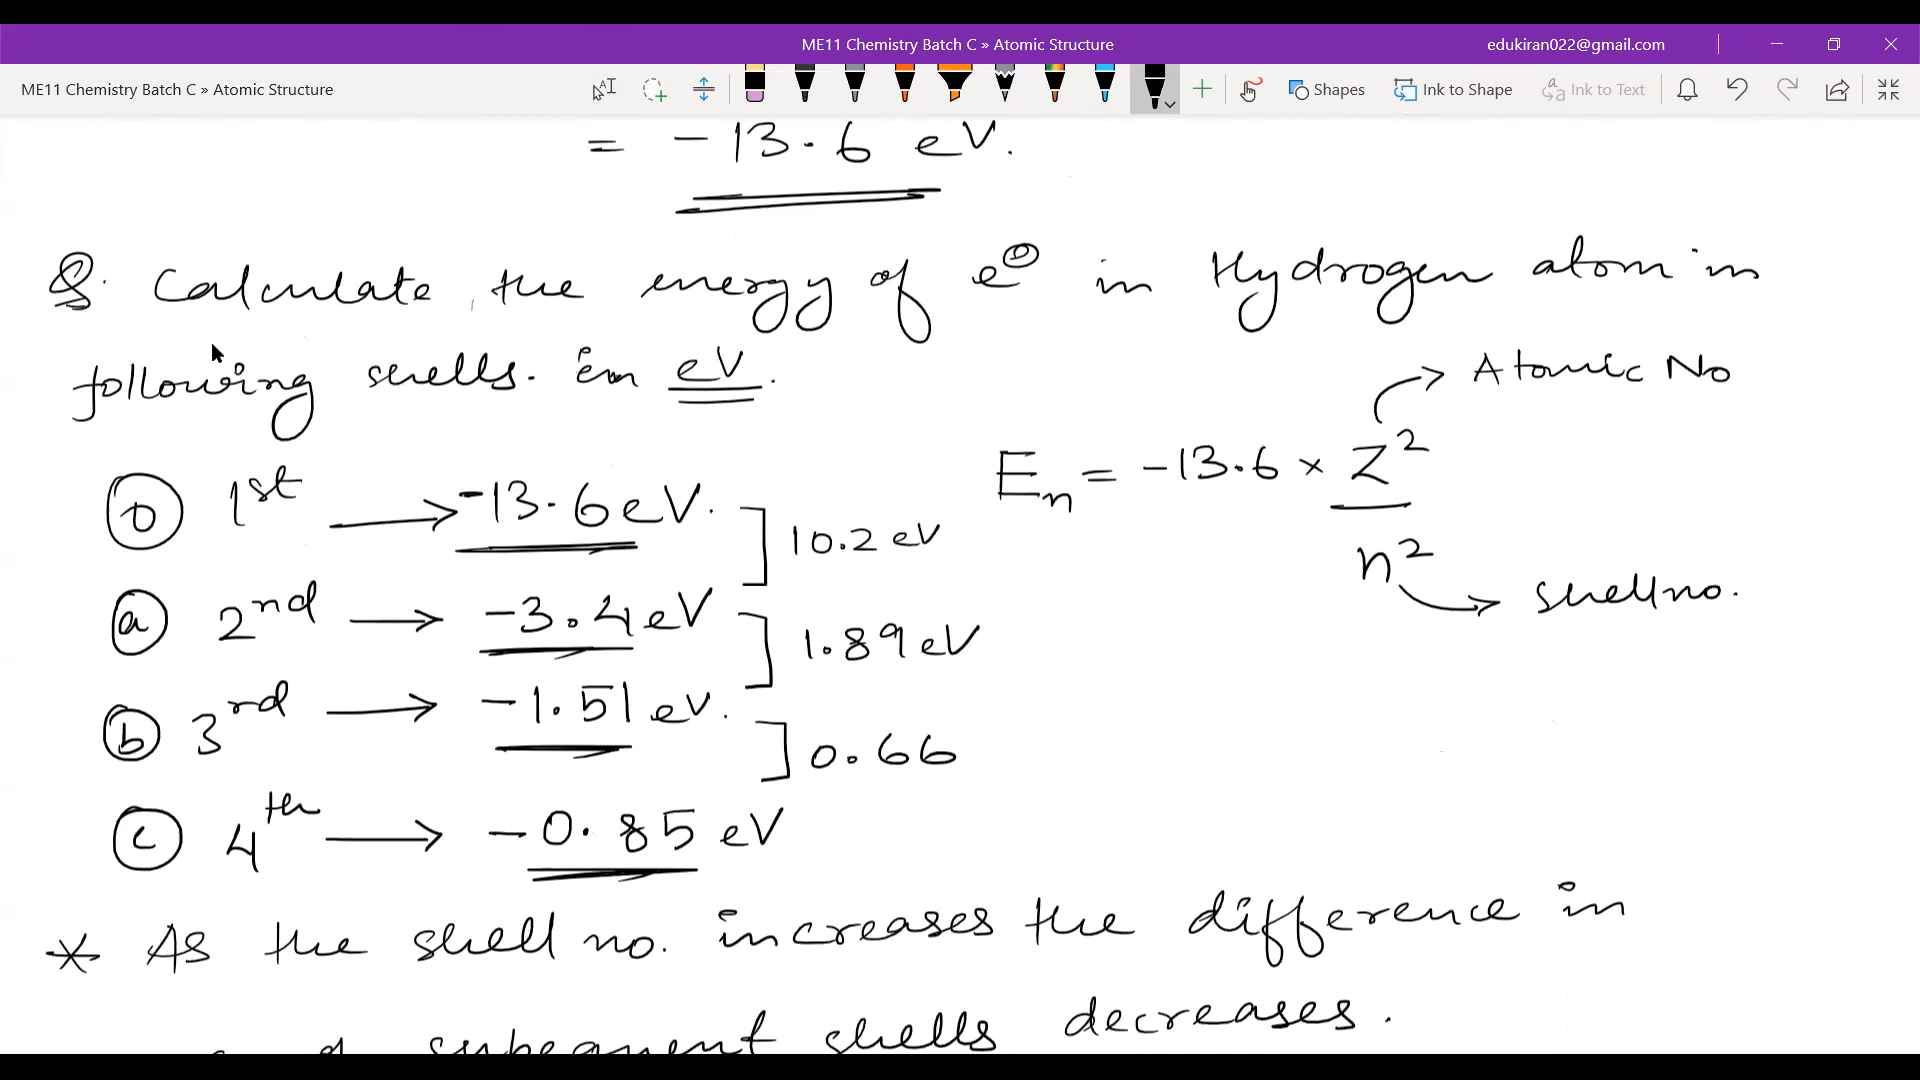 ME11 Chemistry Batch C » Atomic Structure
edukiran022@gmail.com
ME11 Chemistry Batch C » Atomic Structure
Shapes
Ink to Shape
Ink to Text
= -13.6 eV.
Q. Calculate the energy of e⊖ in Hydrogen atom in
following shells. in eV.
Atomic No
En = -13.6 × Z²
n²
shell no.
1st → -13.6 eV.
] 10.2 eV
(a) 2nd → -3.4 eV
] 1.89 eV
(b) 3rd → -1.51 eV.
] 0.66
(c) 4th → -0.85 eV
* As the shell no. increases the difference in
subsequent shells decreases.